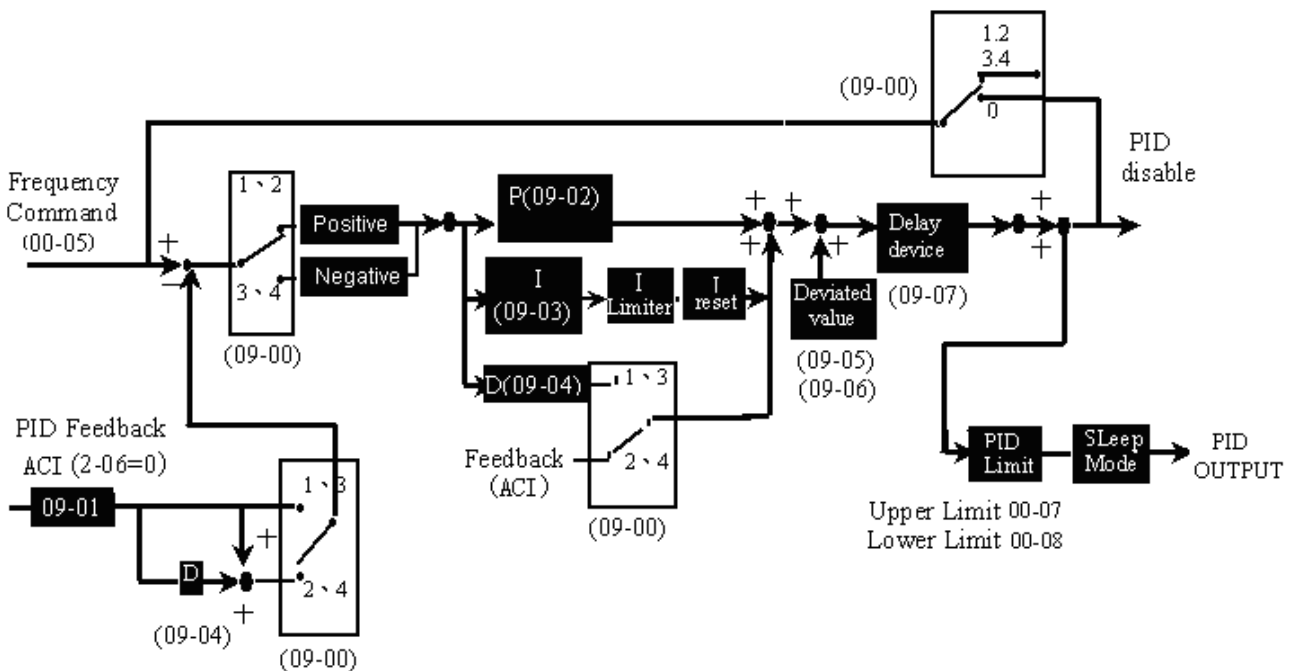 1.2
3.4
(09-00)
0
PID
disable
Frequency
Command
(00-05)
+
−
1、2
3、4
(09-00)
Positive
Negative
P(09-02)
I
(09-03)
I
Limiter
I
reset
D(09-04)
1、3
2、4
Feedback
(ACI)
(09-00)
+
+
+
+
Deviated
value
(09-05)
(09-06)
Delay
device
(09-07)
+
+
PID
Limit
SLeep
Mode
PID
OUTPUT
Upper Limit 00-07
Lower Limit 00-08
PID Feedback
ACI (2-06=0)
09-01
D
(09-04)
+
+
1、3
2、4
(09-00)